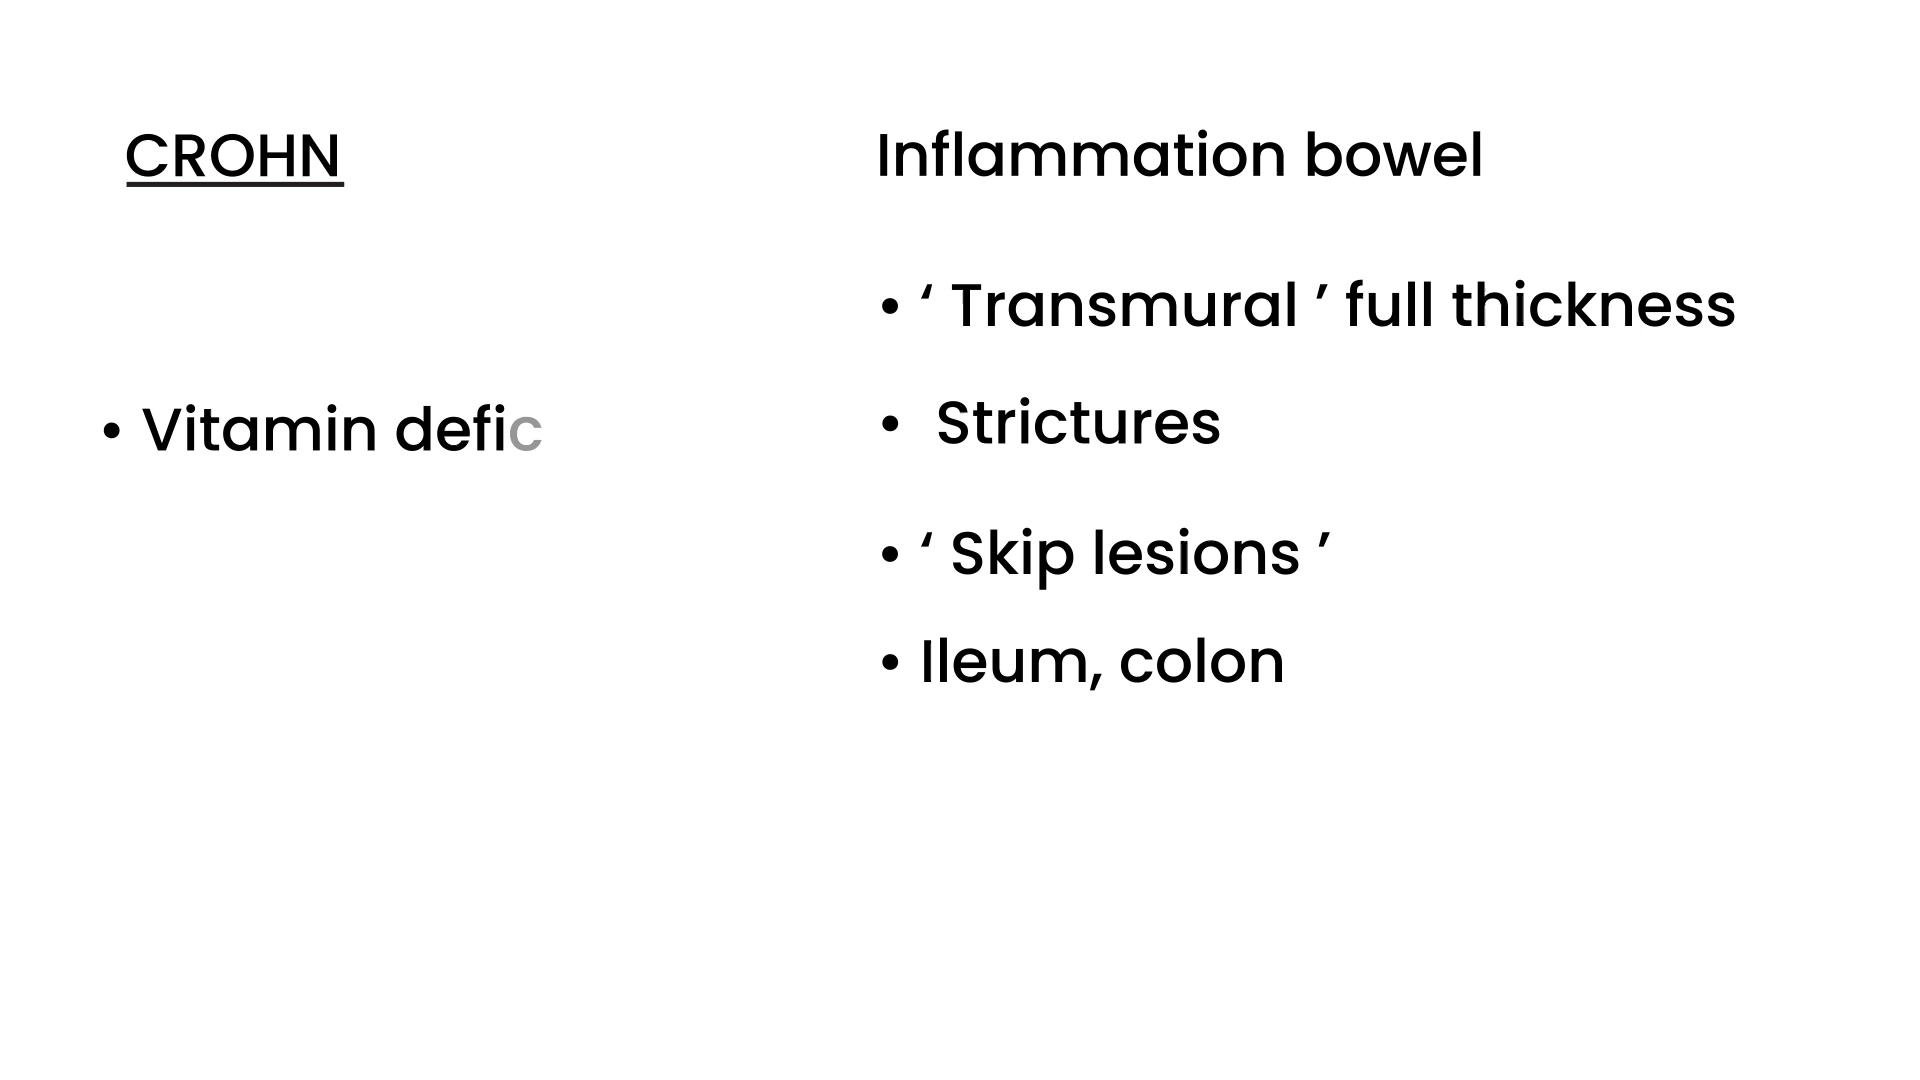 CROHN
• Vitamin defic
Inflammation bowel
• ‘ Transmural ’ full thickness
• Strictures
• ‘ Skip lesions ’
• Ileum, colon